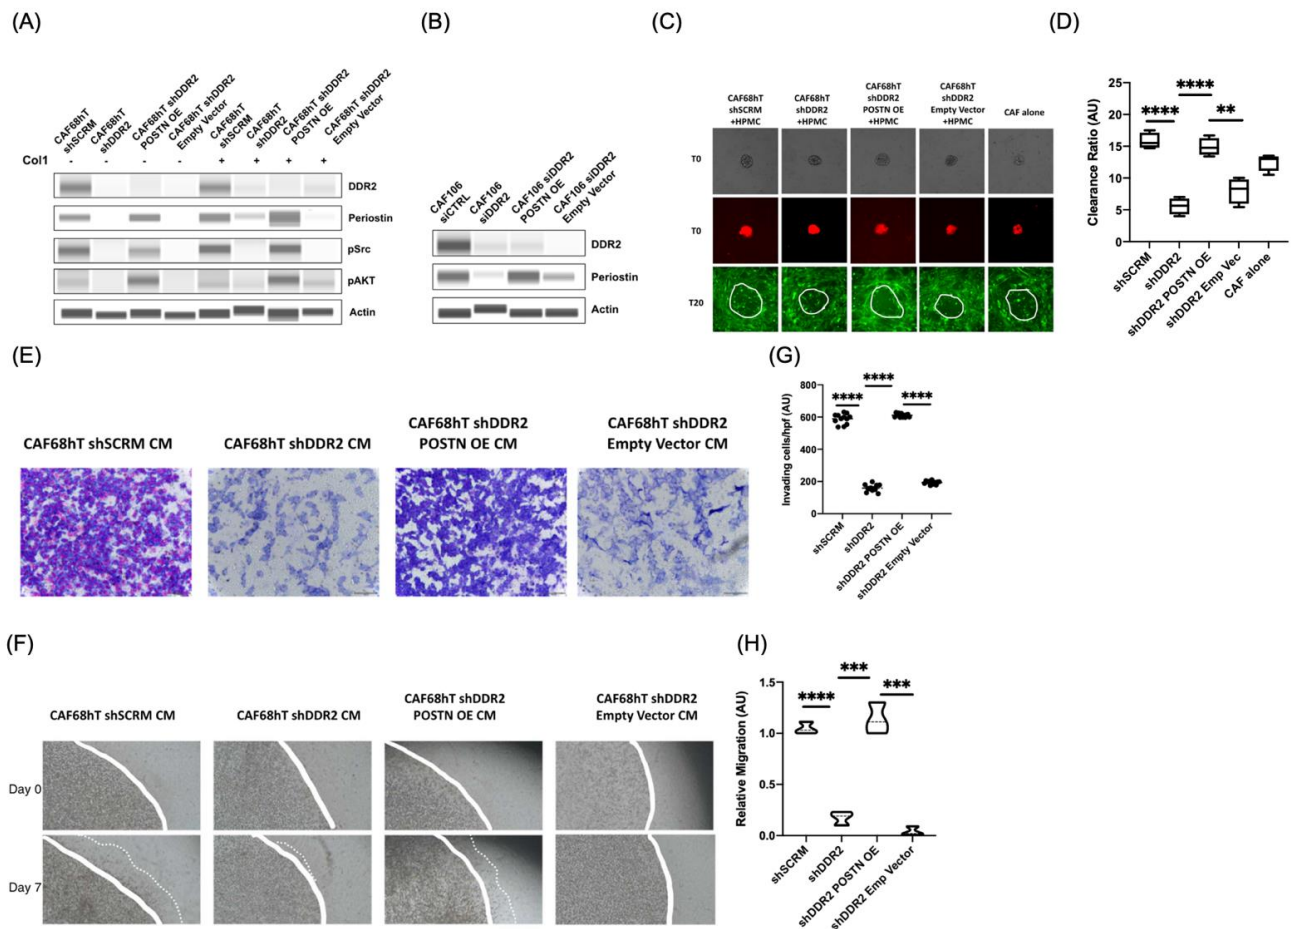 (A)
CAF68hT
shSCRM
CAF68hT
shDDR2
CAF68hT shDDR2
POSTN OE
CAF68hT shDDR2
Empty Vector
CAF68hT
shSCRM
CAF68hT
shDDR2
CAF68hT shDDR2
POSTN OE
CAF68hT shDDR2
Empty Vector
Col1 - - - - + + + +
DDR2
Periostin
pSrc
pAKT
Actin
(B)
CAF106
siCTRL
CAF106
siDDR2
CAF106 siDDR2
POSTN OE
CAF106 siDDR2
Empty Vector
DDR2
Periostin
Actin
(C)
CAF68hT
shSCRM
+HPMC
CAF68hT
shDDR2
+HPMC
CAF68hT
shDDR2
POSTN OE
+HPMC
CAF68hT
shDDR2
Empty Vector
+HPMC
CAF alone
T0
T0
T20
(D)
Clearance Ratio (AU)
25
20
15
10
5
0
****
****
**
shSCRM
shDDR2
shDDR2 POSTN OE
shDDR2 Emp Vec
CAF alone
(E)
CAF68hT shSCRM CM
CAF68hT shDDR2 CM
CAF68hT shDDR2
POSTN OE CM
CAF68hT shDDR2
Empty Vector CM
(G)
Invading cells/hpf (AU)
800
600
400
200
0
****
****
****
shSCRM
shDDR2
shDDR2 POSTN OE
shDDR2 Empty Vector
(F)
CAF68hT shSCRM CM
CAF68hT shDDR2 CM
CAF68hT shDDR2
POSTN OE CM
CAF68hT shDDR2
Empty Vector CM
Day 0
Day 7
(H)
Relative Migration (AU)
1.5
1.0
0.5
0.0
****
***
***
shSCRM
shDDR2
shDDR2 POSTN OE
shDDR2 Emp Vector